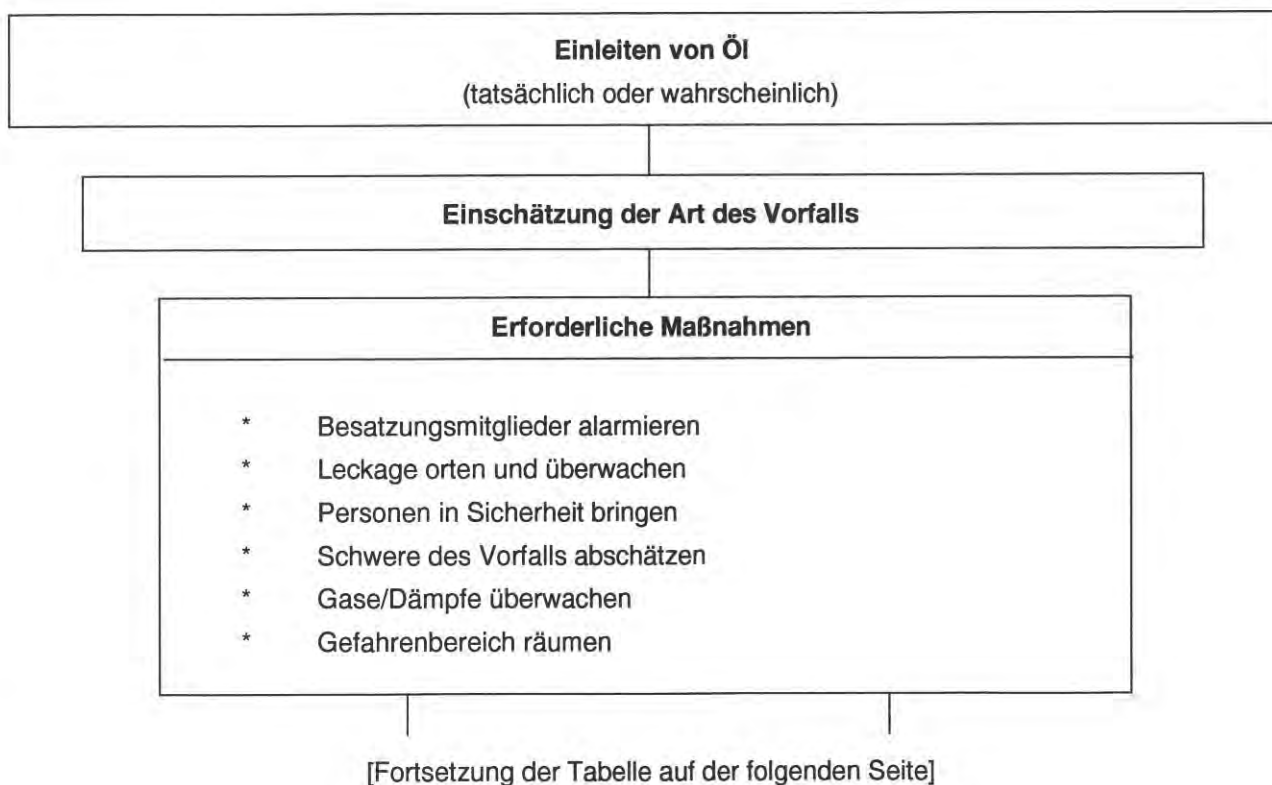 Einleiten von Öl
(tatsächlich oder wahrscheinlich)
Einschätzung der Art des Vorfalls
Erforderliche Maßnahmen
* Besatzungsmitglieder alarmieren
* Leckage orten und überwachen
* Personen in Sicherheit bringen
* Schwere des Vorfalls abschätzen
* Gase/Dämpfe überwachen
* Gefahrenbereich räumen
[Fortsetzung der Tabelle auf der folgenden Seite]